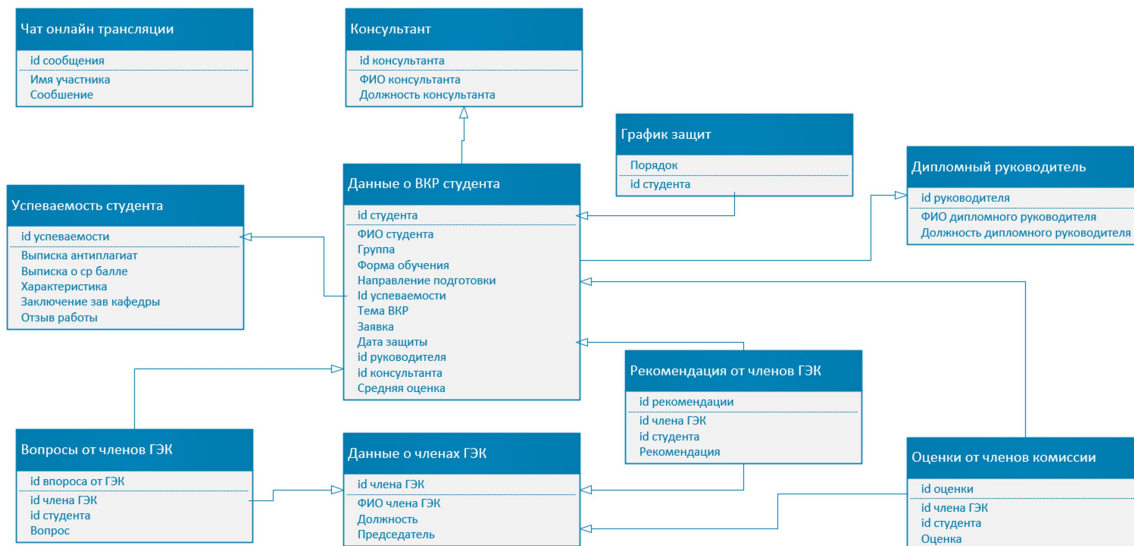 Чат онлайн трансляции
id сообщения
Имя участника
Сообшение
Консультант
id консультанта
ФИО консультанта
Должность консультанта
График защит
Порядок
id студента
Дипломный руководитель
id руководителя
ФИО дипломного руководителя
Должность дипломного руководителя
Успеваемость студента
id успеваемости
Выписка антиплагиат
Выписка о ср балле
Характеристика
Заключение зав кафедры
Отзыв работы
Данные о ВКР студента
id студента
ФИО студента
Группа
Форма обучения
Направление подготовки
Id успеваемости
Тема ВКР
Заявка
Дата защиты
id руководителя
id консультанта
Средняя оценка
Рекомендация от членов ГЭК
id рекомендации
id члена ГЭК
id студента
Рекомендация
Вопросы от членов ГЭК
id впороса от ГЭК
id члена ГЭК
id студента
Вопрос
Данные о членах ГЭК
id члена ГЭК
ФИО члена ГЭК
Должность
Председатель
Оценки от членов комиссии
id оценки
id члена ГЭК
id студента
Оценка